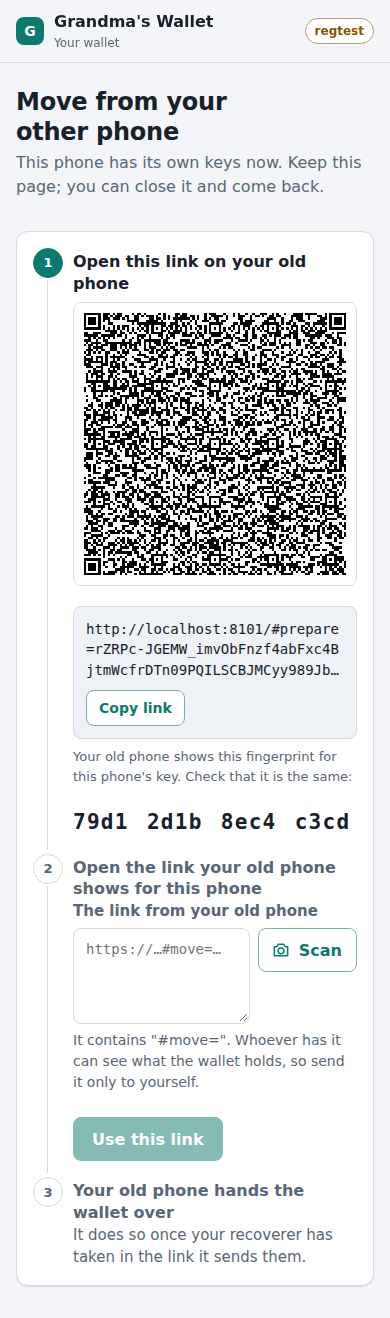 G
Grandma's Wallet
Your wallet
regtest
Move from your
other phone
This phone has its own keys now. Keep this
page; you can close it and come back.
1
Open this link on your old
phone
http://localhost:8101/#prepare
=rZRPc-JGEMW_imvObFnzf4abFxc4B
jtmWcfrDTn09PQILSCBJMCyy989Jb…
Copy link
Your old phone shows this fingerprint for
this phone's key. Check that it is the same:
79d1 2d1b 8ec4 c3cd
2
Open the link your old phone
shows for this phone
The link from your old phone
https://…#move=…
Scan
It contains "#move=". Whoever has it
can see what the wallet holds, so send
it only to yourself.
Use this link
3
Your old phone hands the
wallet over
It does so once your recoverer has
taken in the link it sends them.